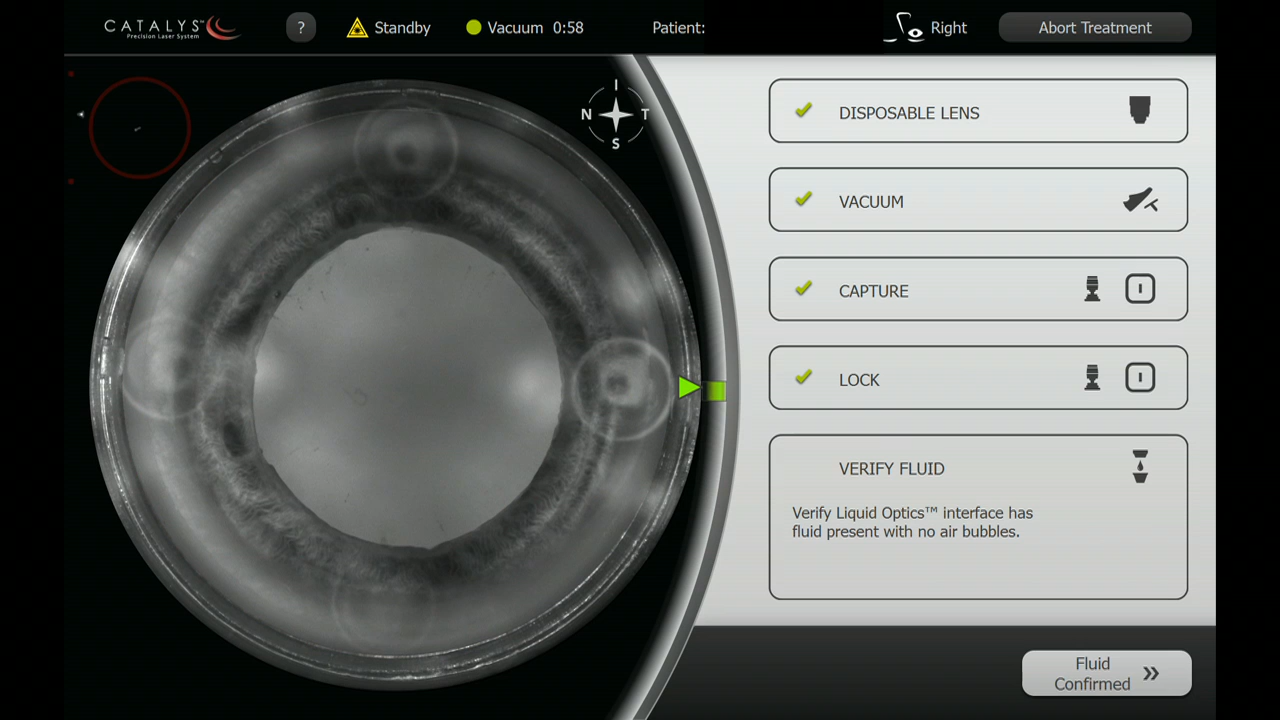 CATALYS™
Precision Laser System
?
Standby
Vacuum 0:58
Patient:
Right
Abort Treatment
I
N T
S
DISPOSABLE LENS
VACUUM
CAPTURE
LOCK
VERIFY FLUID
Verify Liquid Optics™ interface has
fluid present with no air bubbles.
Fluid
Confirmed